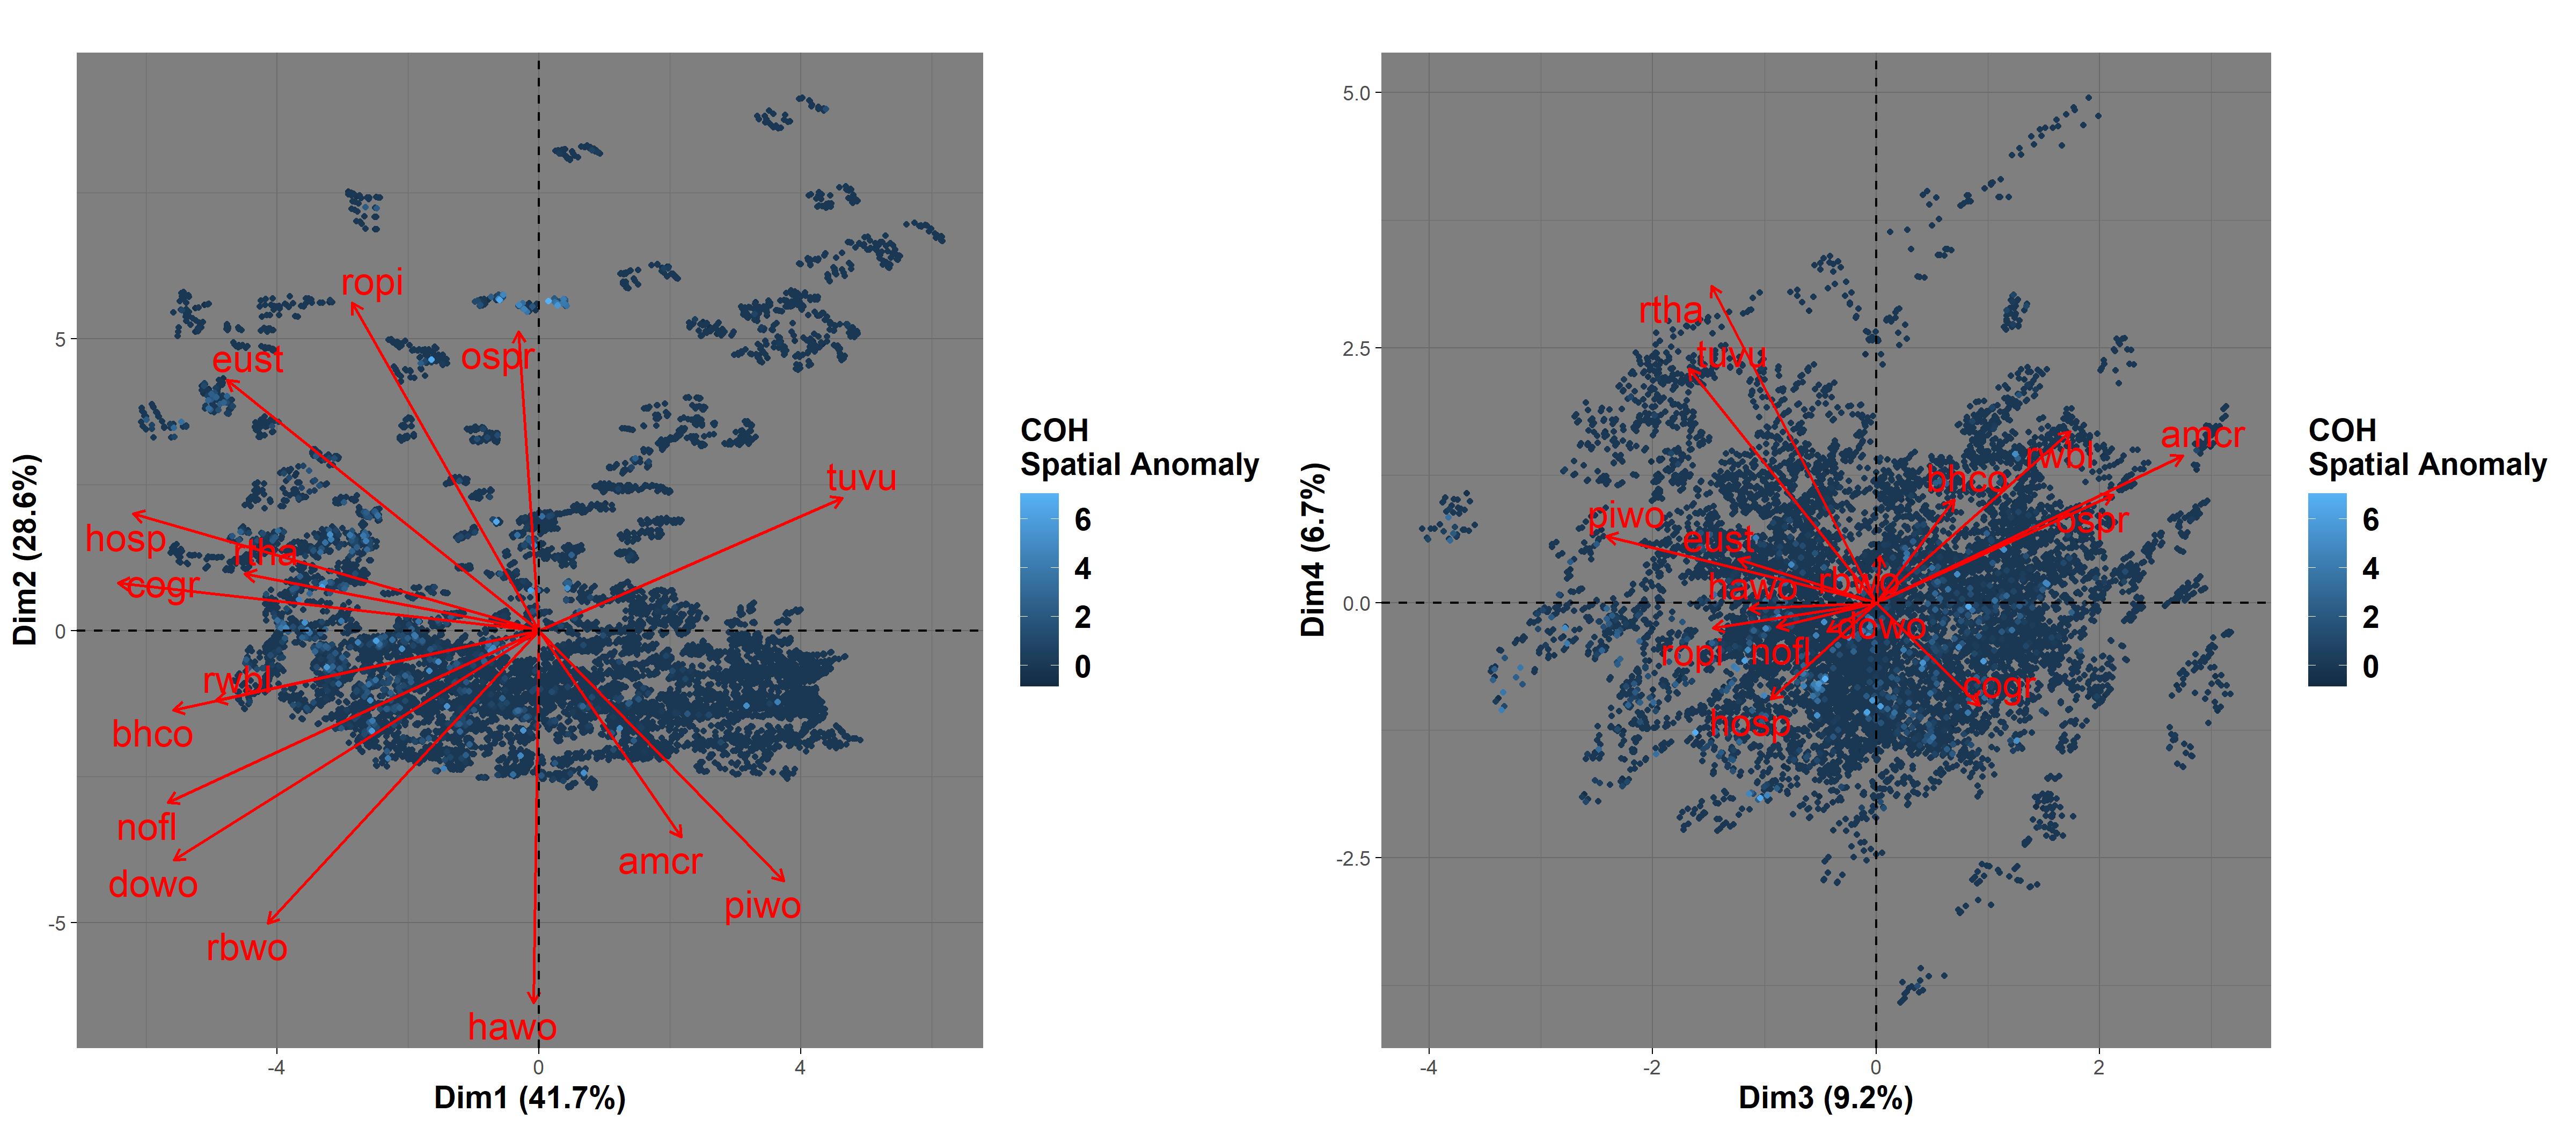 ropi
eust
ospr
tuvu
hosp
rtha
cogr
rwbl
bhco
nofl
dowo
rbwo
amcr
piwo
hawo
5
0
-5
-4
0
4
Dim2 (28.6%)
Dim1 (41.7%)
COH
Spatial Anomaly
6
4
2
0
rtha
tuvu
amcr
rwbl
bhco
ospr
piwo
eust
hawo
rbwo
dowo
ropi
nofl
cogr
hosp
5.0
2.5
0.0
-2.5
-4
-2
0
2
Dim4 (6.7%)
Dim3 (9.2%)
COH
Spatial Anomaly
6
4
2
0